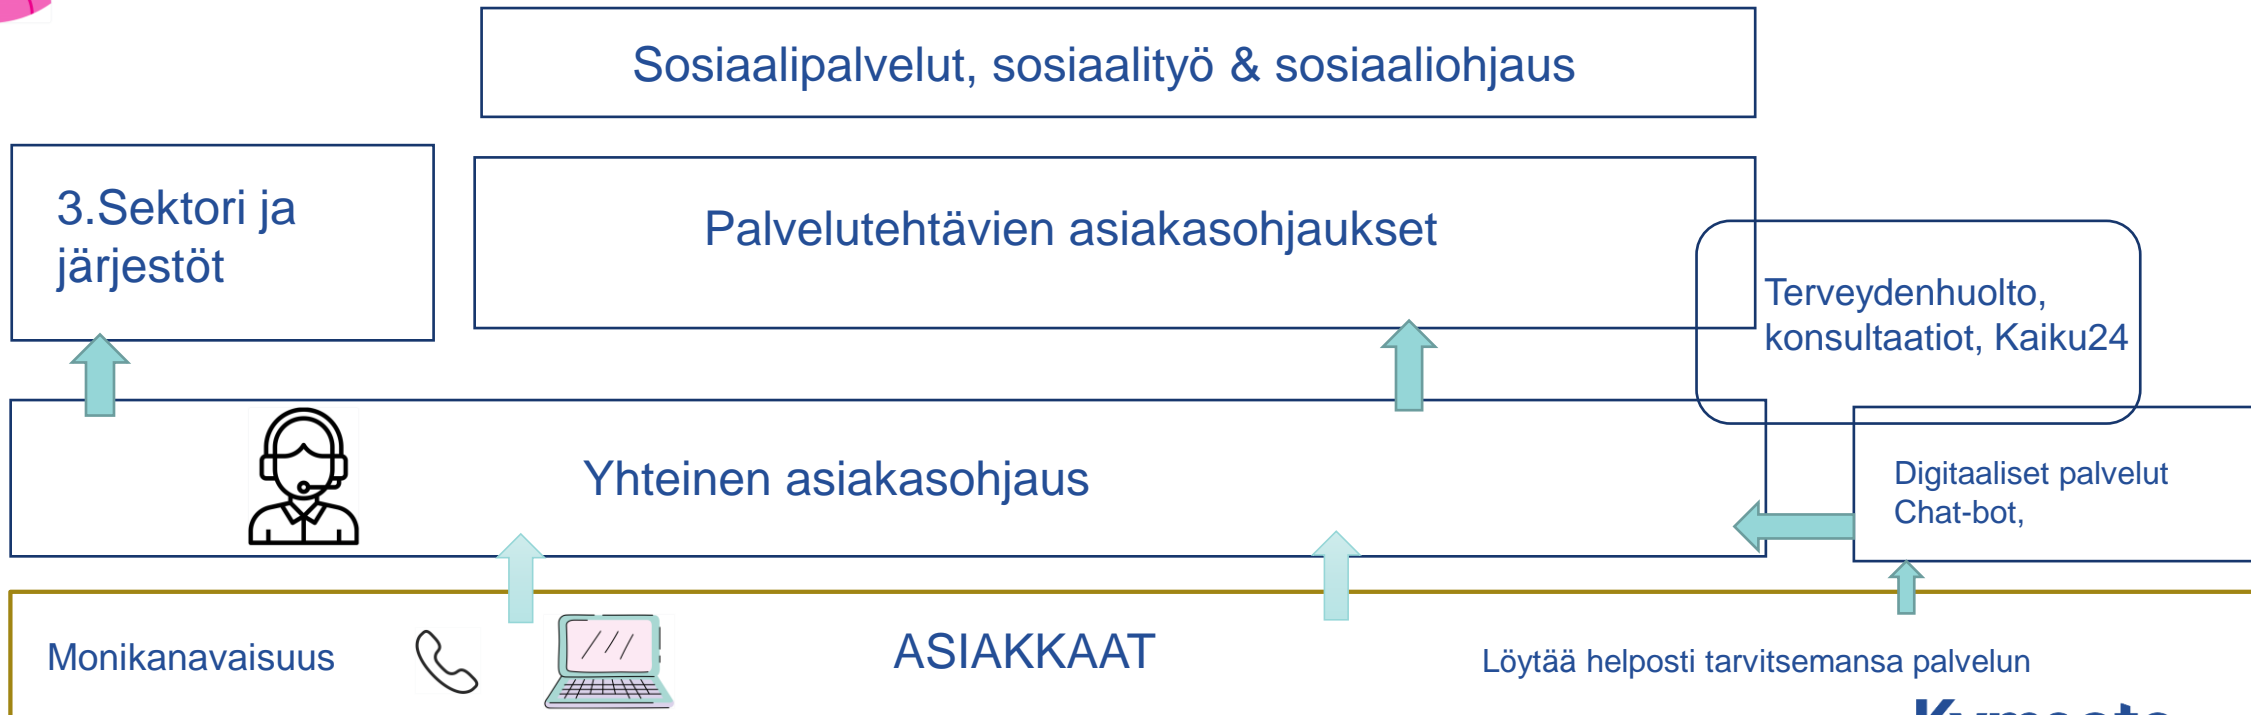 Sosiaalipalvelut, sosiaalityö & sosiaaliohjaus
3.Sektori ja
järjestöt
Palvelutehtävien asiakasohjaukset
Terveydenhuolto,
konsultaatiot, Kaiku24
Yhteinen asiakasohjaus
Digitaaliset palvelut
Chat-bot,
Monikanavaisuus
ASIAKKAAT
Löytää helposti tarvitsemansa palvelun